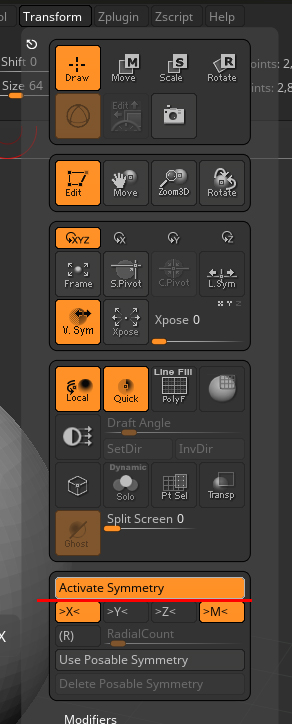 ol Transform Zplugin Zscript Help
Shift 0
oints: 2,
Size 64
ints: 2,8
M S R
Draw Move Scale Rotate
Edit
Edit Move Zoom3D Rotate
XYZ X Y Z
Frame S.Pivot C.Pivot L.Sym
X Y Z
V. Sym Xpose Xpose 0
Line Fill
Local Quick PolyF
Draft Angle
SetDir InvDir
Dynamic
Solo Pt Sel Transp
Split Screen 0
Ghost
Activate Symmetry
>X< >Y< >Z< >M<
X
(R) RadialCount
Use Posable Symmetry
Delete Posable Symmetry
Modifiers